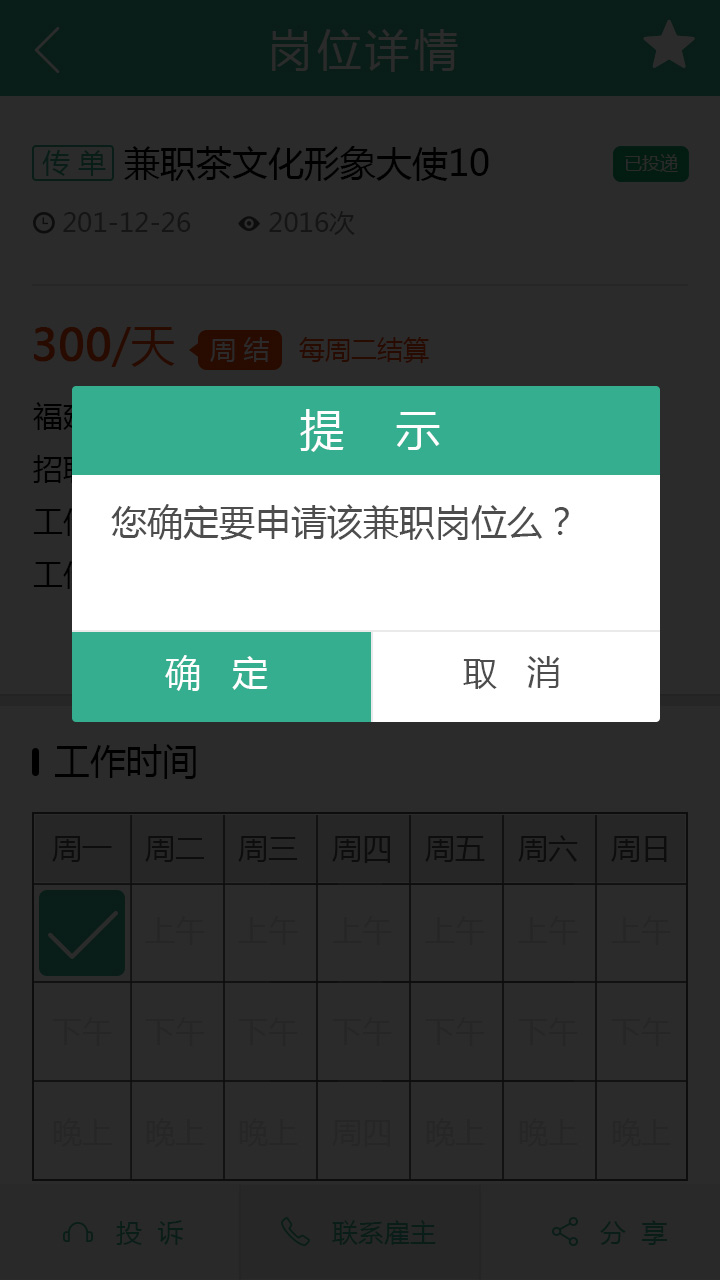 岗位详情
传单 兼职茶文化形象大使10 已投递
201-12-26 2016次
300/天 周结 每周二结算
福建
招聘
工作
工作
提 示
您确定要申请该兼职岗位么？
确 定 取 消
工作时间
周一 周二 周三 周四 周五 周六 周日
上午 上午 上午 上午 上午 上午
下午 下午 下午 下午 下午 下午 下午
晚上 晚上 晚上 周四 晚上 晚上 晚上
投 诉 联系雇主 分 享